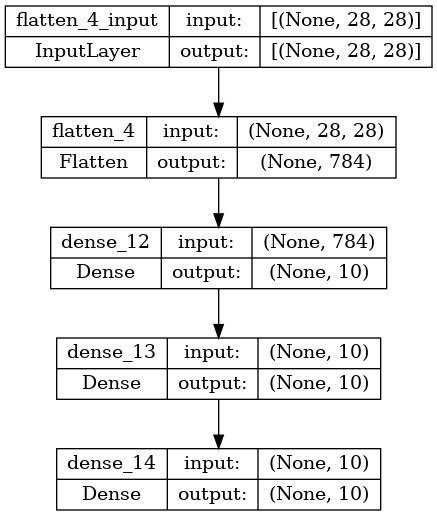 flatten_4_input input: [(None, 28, 28)]
InputLayer output: [(None, 28, 28)]
flatten_4 input: (None, 28, 28)
Flatten output: (None, 784)
dense_12 input: (None, 784)
Dense output: (None, 10)
dense_13 input: (None, 10)
Dense output: (None, 10)
dense_14 input: (None, 10)
Dense output: (None, 10)